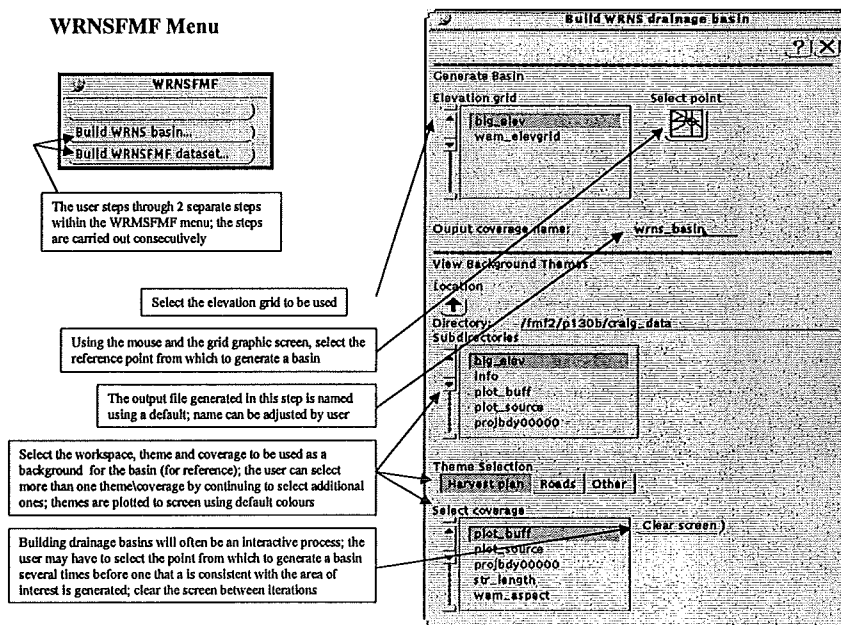 WRNSFMF Menu
WRNSFMF
Build WRNS basin...
Build WRNSFMF dataset...
The user steps through 2 separate steps
within the WRMSFMF menu; the steps
are carried out consecutively
Select the elevation grid to be used
Using the mouse and the grid graphic screen, select the
reference point from which to generate a basin
The output file generated in this step is named
using a default; name can be adjusted by user
Select the workspace, theme and coverage to be used as a
background for the basin (for reference); the user can select
more than one theme\coverage by continuing to select additional
ones; themes are plotted to screen using default colours
Building drainage basins will often be an interactive process; the
user may have to select the point from which to generate a basin
several times before one that a is consistent with the area of
interest is generated; clear the screen between iterations
Build WRNS drainage basin
? X
Generate Basin
Elevation grid
Select point
big_elev
wam_elevgrid
Ouput coverage name:
wrns_basin
View Background Themes
Location
Directory: /fmf2/p130b/craig_data
Subdirectories
big_elev
info
plot_buff
plot_source
projbdy00000
Theme Selection
Harvest plan Roads Other
Select coverage
Clear screen
plot_buff
plot_source
projbdy00000
str_length
wam_aspect